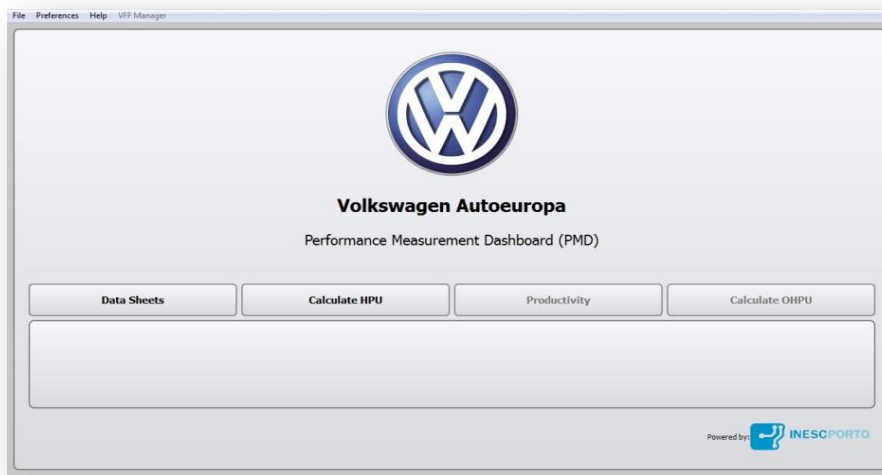 File Preferences Help VFF Manager
Volkswagen Autoeuropa
Performance Measurement Dashboard (PMD)
Data Sheets Calculate HPU Productivity Calculate OHPU
Powered by: INESCPORTO